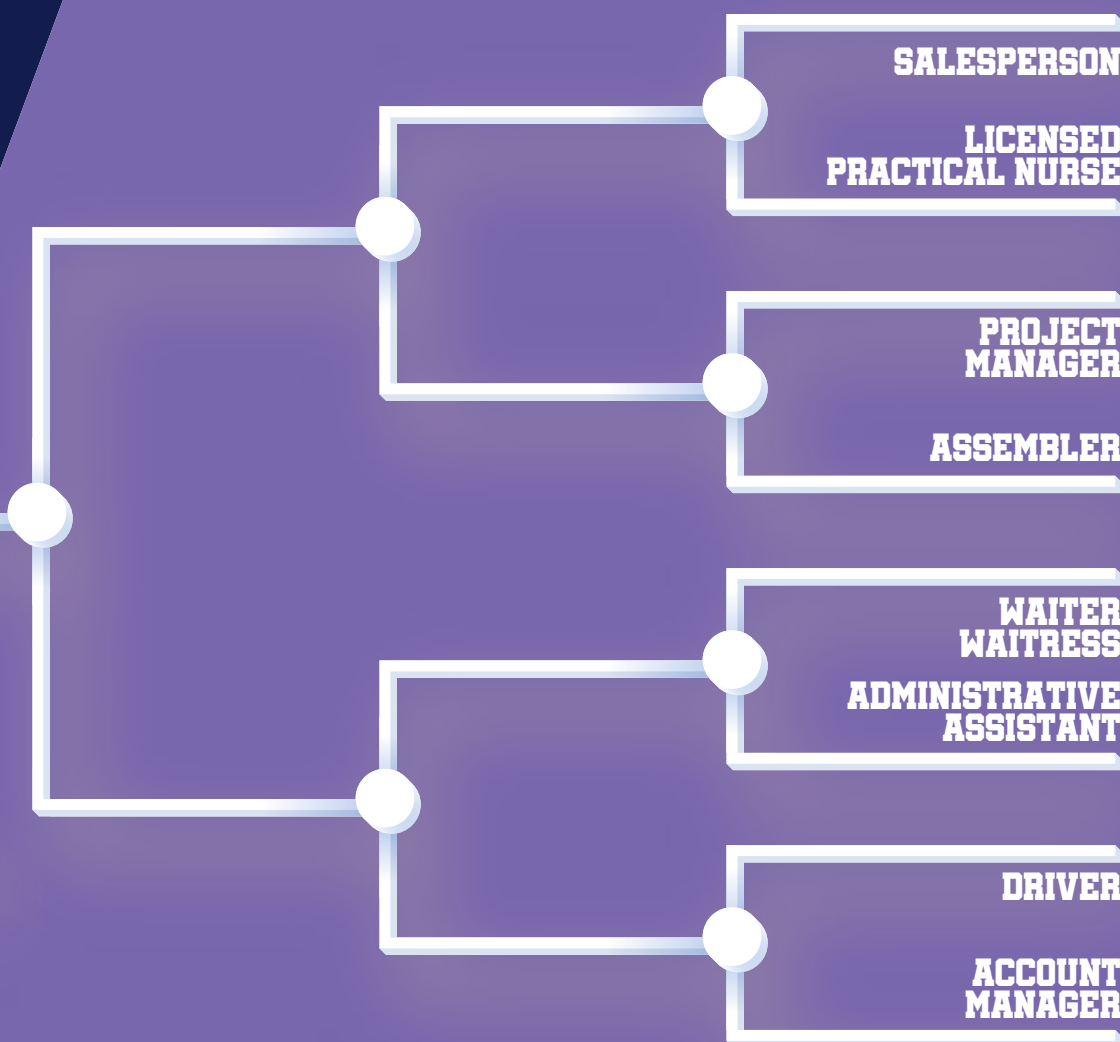 SALESPERSON
LICENSED
PRACTICAL NURSE
PROJECT
MANAGER
ASSEMBLER
WAITER
WAITRESS
ADMINISTRATIVE
ASSISTANT
DRIVER
ACCOUNT
MANAGER